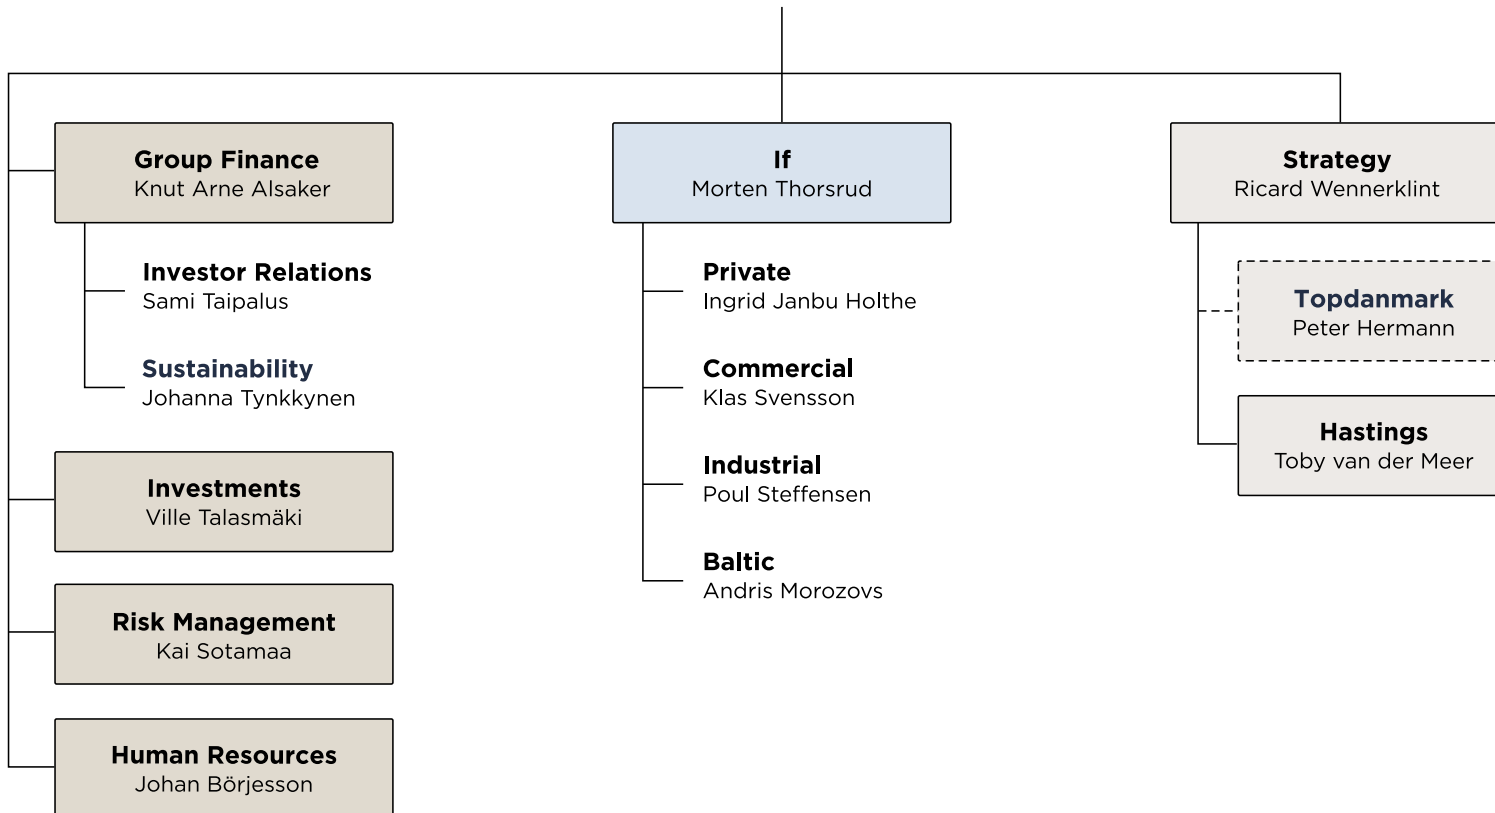 Group Finance
Knut Arne Alsaker
Investor Relations
Sami Taipalus
Sustainability
Johanna Tynkkynen
Investments
Ville Talasmäki
Risk Management
Kai Sotamaa
Human Resources
Johan Börjesson
If
Morten Thorsrud
Private
Ingrid Janbu Holthe
Commercial
Klas Svensson
Industrial
Poul Steffensen
Baltic
Andris Morozovs
Strategy
Ricard Wennerklint
Topdanmark
Peter Hermann
Hastings
Toby van der Meer